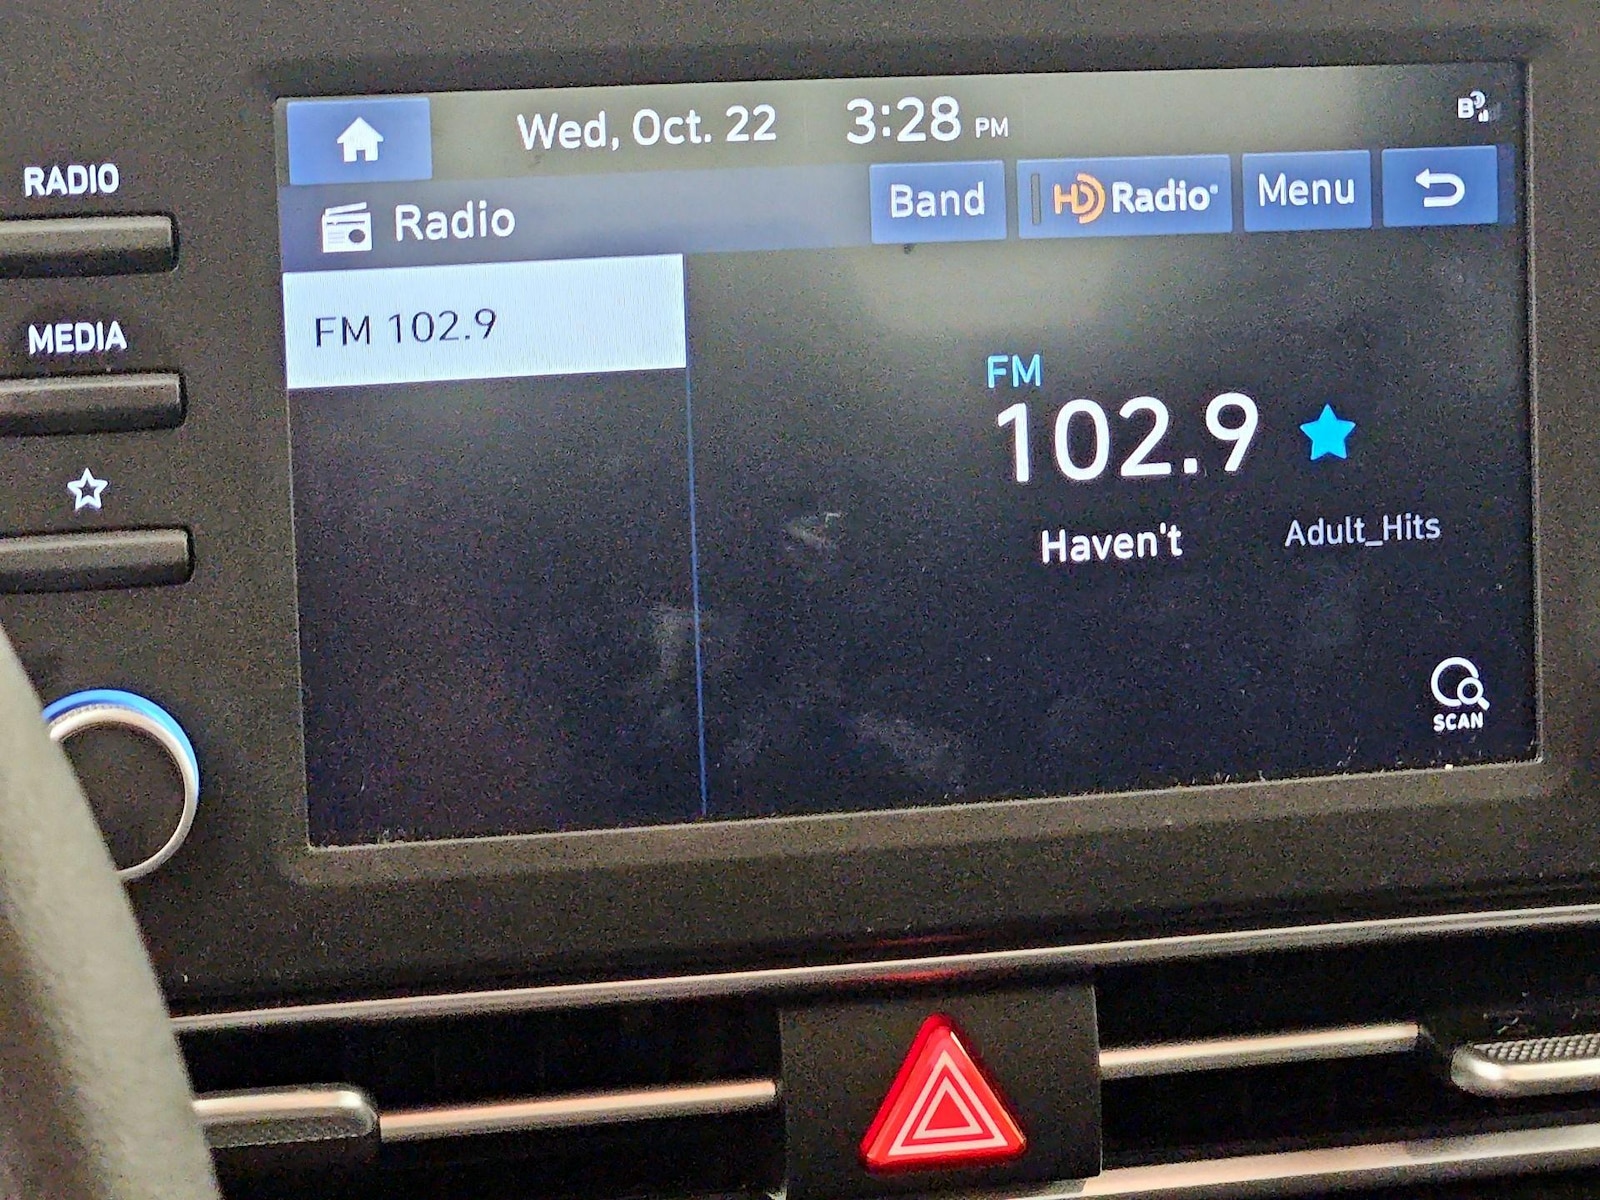 Wed, Oct. 22 3:28 PM B
RADIO
Radio Band HD Radio Menu
FM 102.9
MEDIA
FM
102.9
Haven't Adult_Hits
SCAN